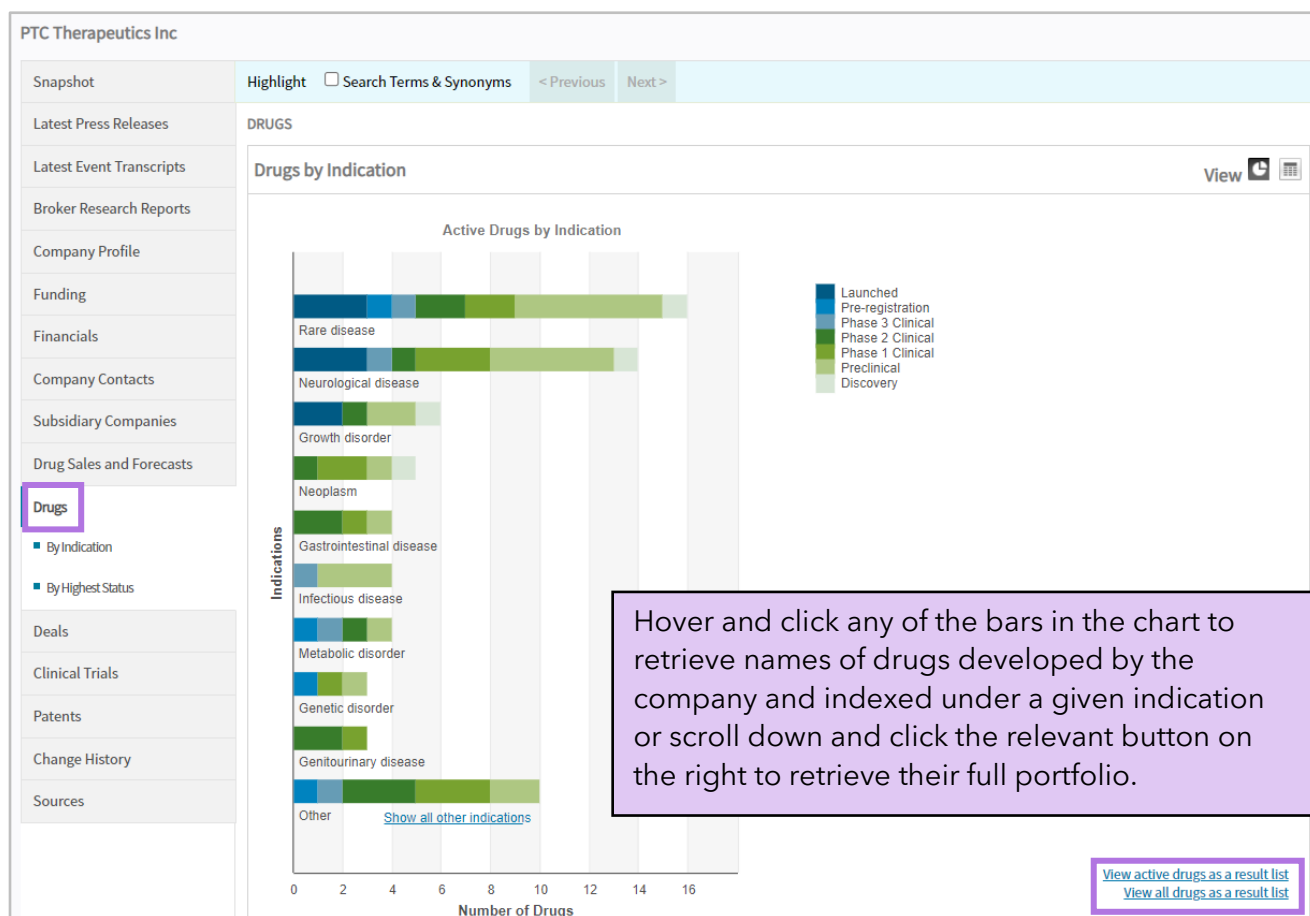 PTC Therapeutics Inc
Snapshot
Latest Press Releases
Latest Event Transcripts
Broker Research Reports
Company Profile
Funding
Financials
Company Contacts
Subsidiary Companies
Drug Sales and Forecasts
Drugs
By Indication
By Highest Status
Deals
Clinical Trials
Patents
Change History
Sources
Highlight Search Terms & Synonyms < Previous Next >
DRUGS
Drugs by Indication View
Active Drugs by Indication
Launched
Pre-registration
Phase 3 Clinical
Phase 2 Clinical
Phase 1 Clinical
Preclinical
Discovery
Indications
Rare disease
Neurological disease
Growth disorder
Neoplasm
Gastrointestinal disease
Infectious disease
Metabolic disorder
Genetic disorder
Genitourinary disease
Other Show all other indications
0 2 4 6 8 10 12 14 16
Number of Drugs
Hover and click any of the bars in the chart to
retrieve names of drugs developed by the
company and indexed under a given indication
or scroll down and click the relevant button on
the right to retrieve their full portfolio.
View active drugs as a result list
View all drugs as a result list